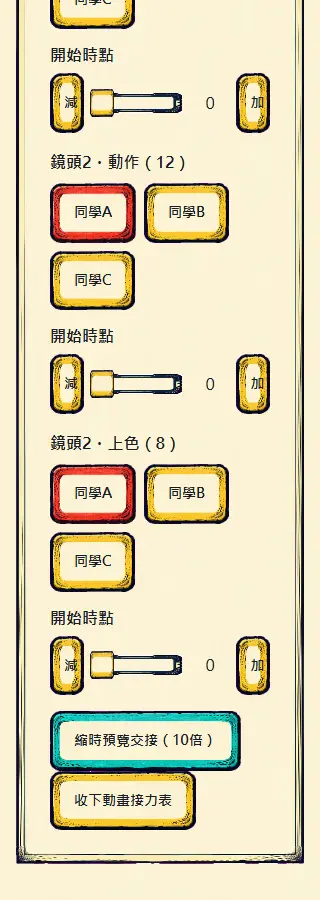 同學C
開始時點
減 0 加
鏡頭2・動作（12）
同學A 同學B
同學C
開始時點
減 0 加
鏡頭2・上色（8）
同學A 同學B
同學C
開始時點
減 0 加
縮時預覽交接（10倍）
收下動畫接力表